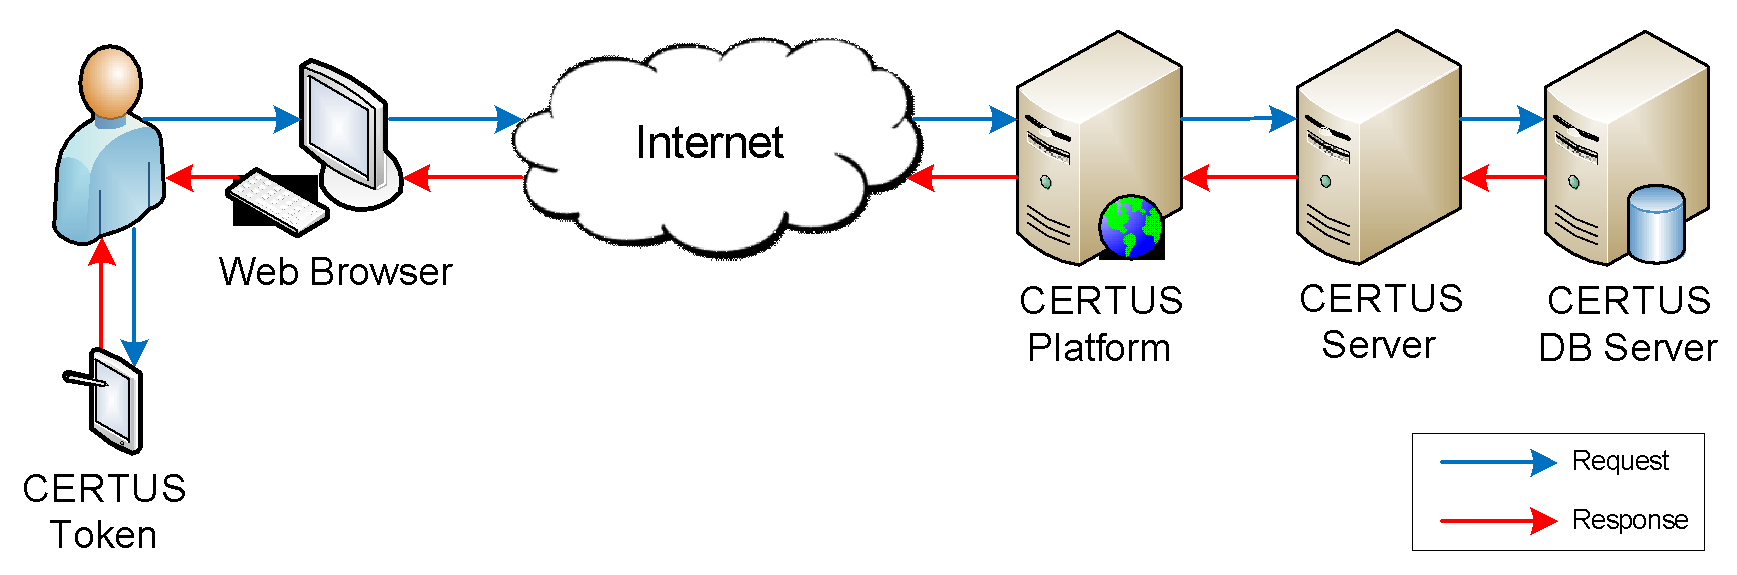 Internet
Web Browser
CERTUS
Platform
CERTUS
Server
CERTUS
DB Server
CERTUS
Token
Request
Response